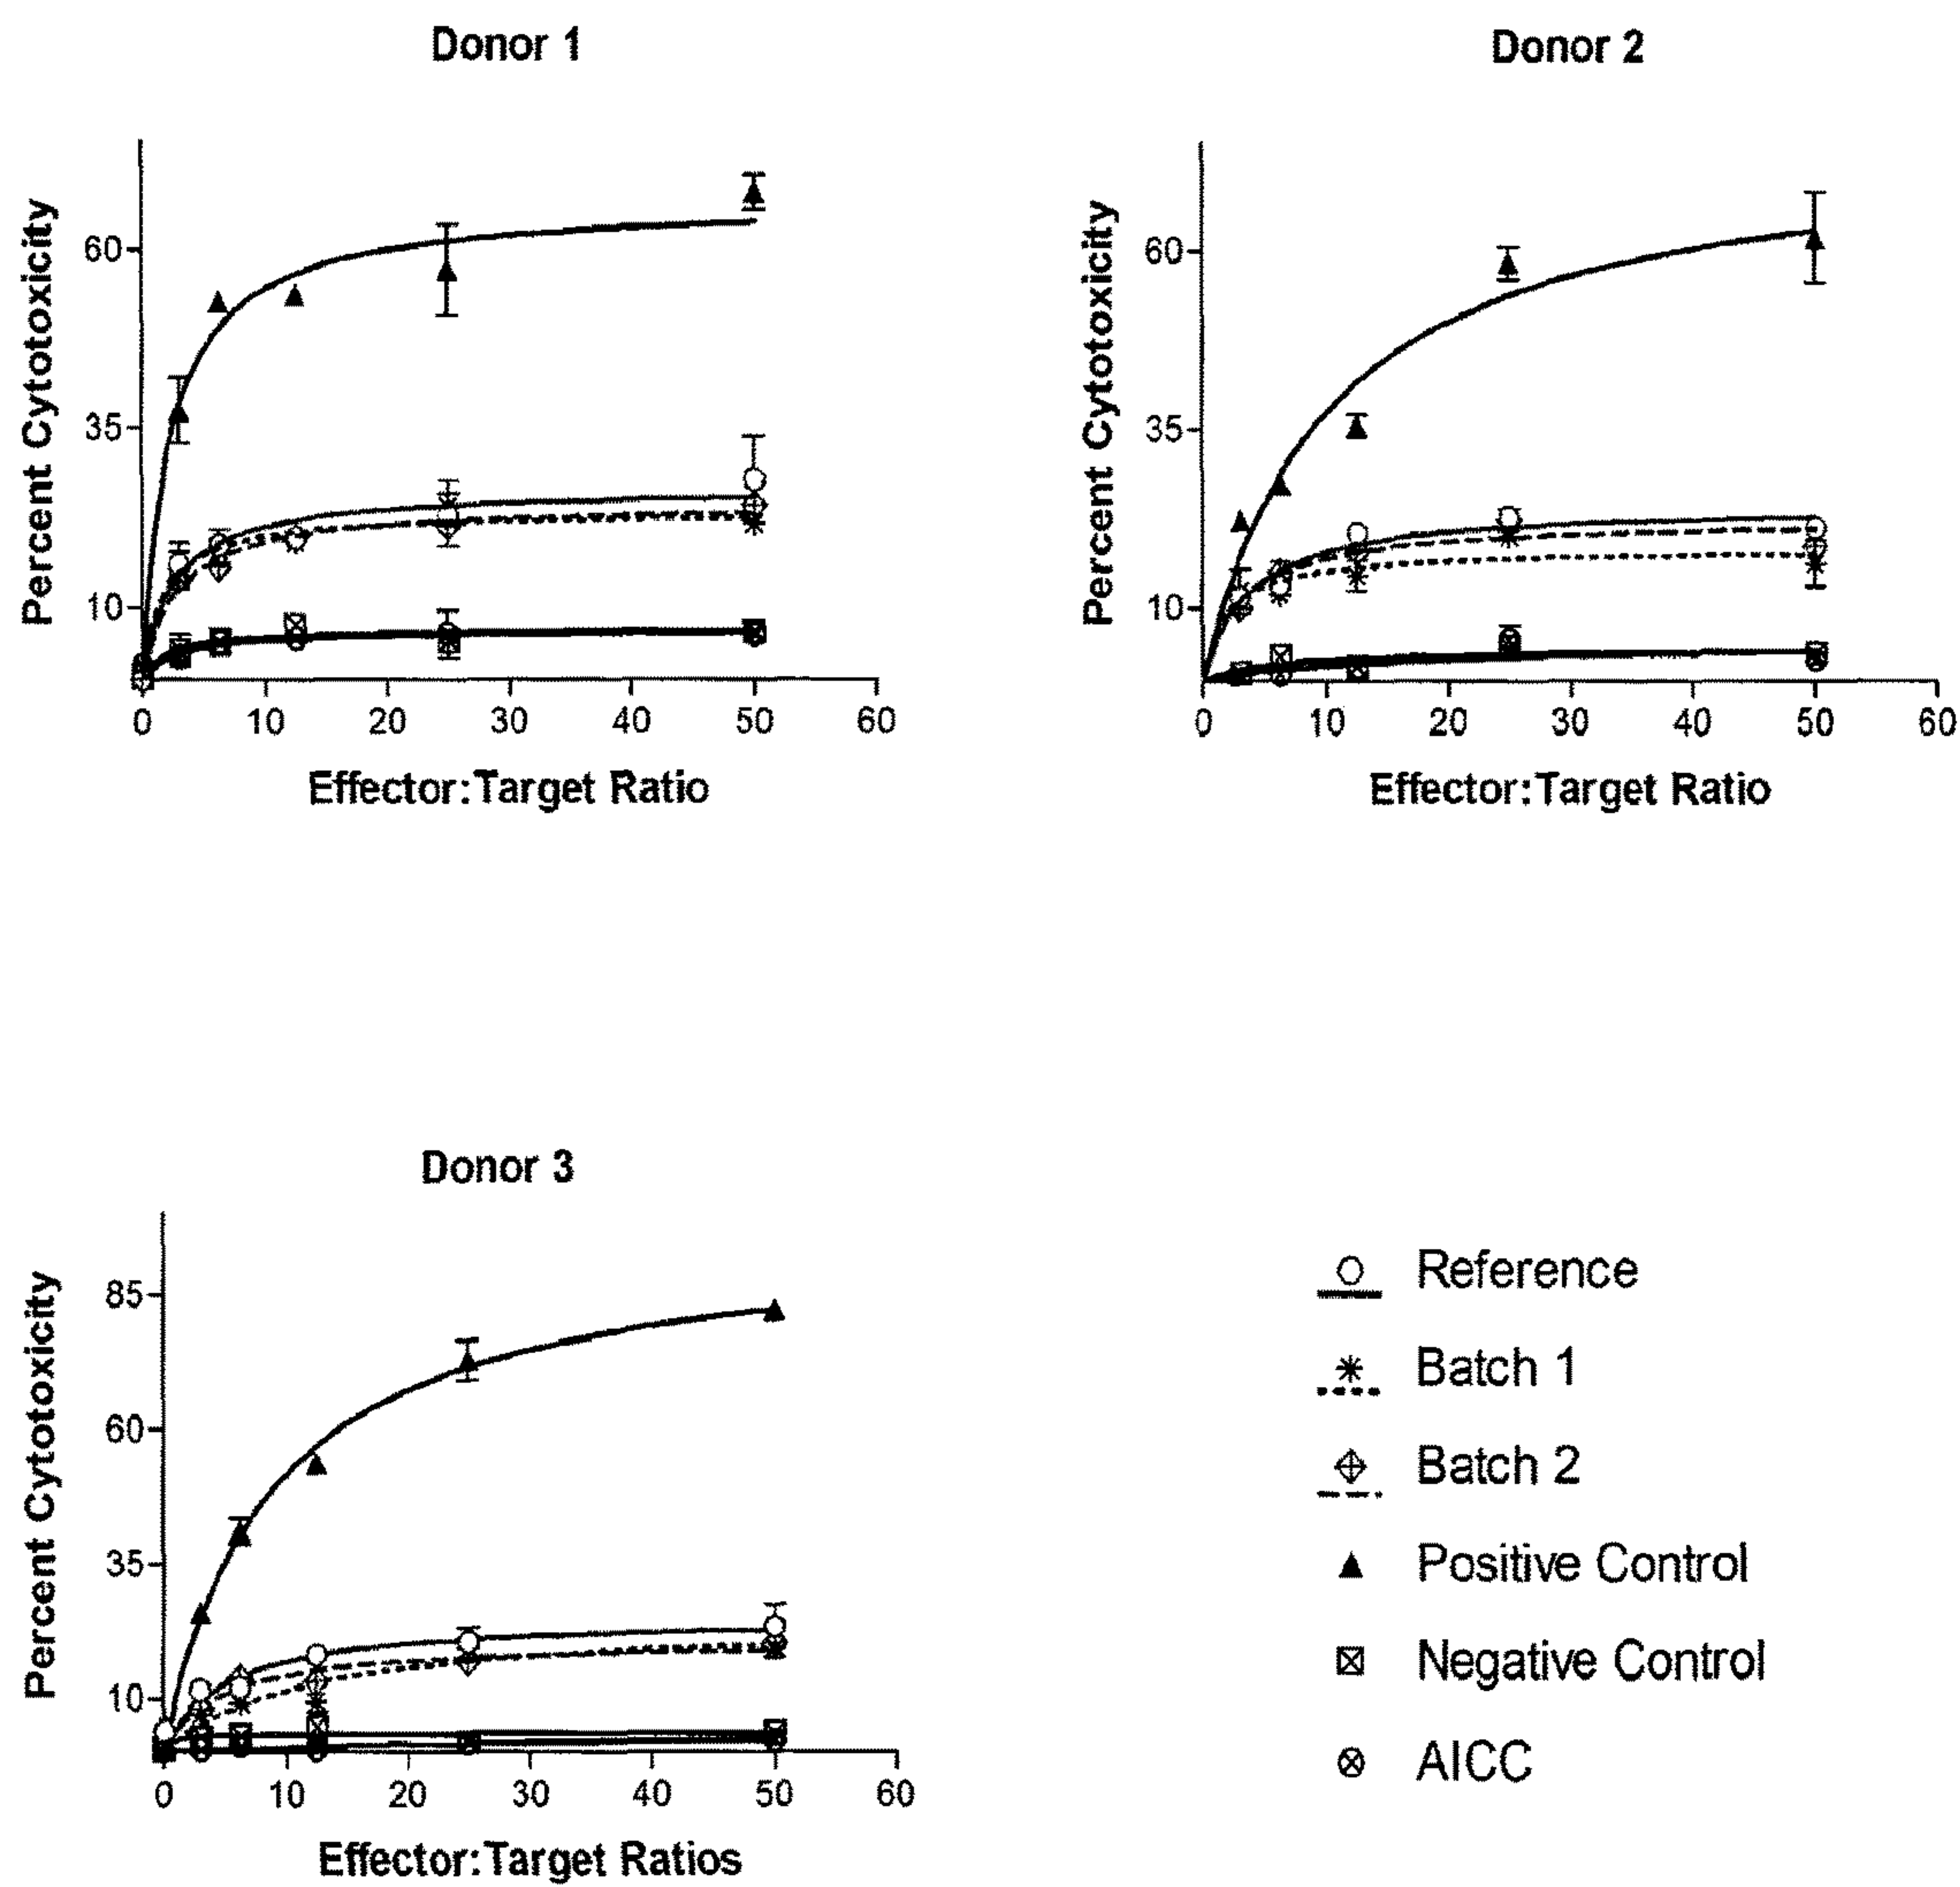 Donor 1
Percent Cytotoxicity
60
35
10
0 10 20 30 40 50 60
Effector:Target Ratio
Donor 2
Percent Cytotoxicity
60
35
10
0 10 20 30 40 50 60
Effector:Target Ratio
Donor 3
Percent Cytotoxicity
85
60
35
10
0 10 20 30 40 50 60
Effector:Target Ratios
Reference
Batch 1
Batch 2
Positive Control
Negative Control
AICC